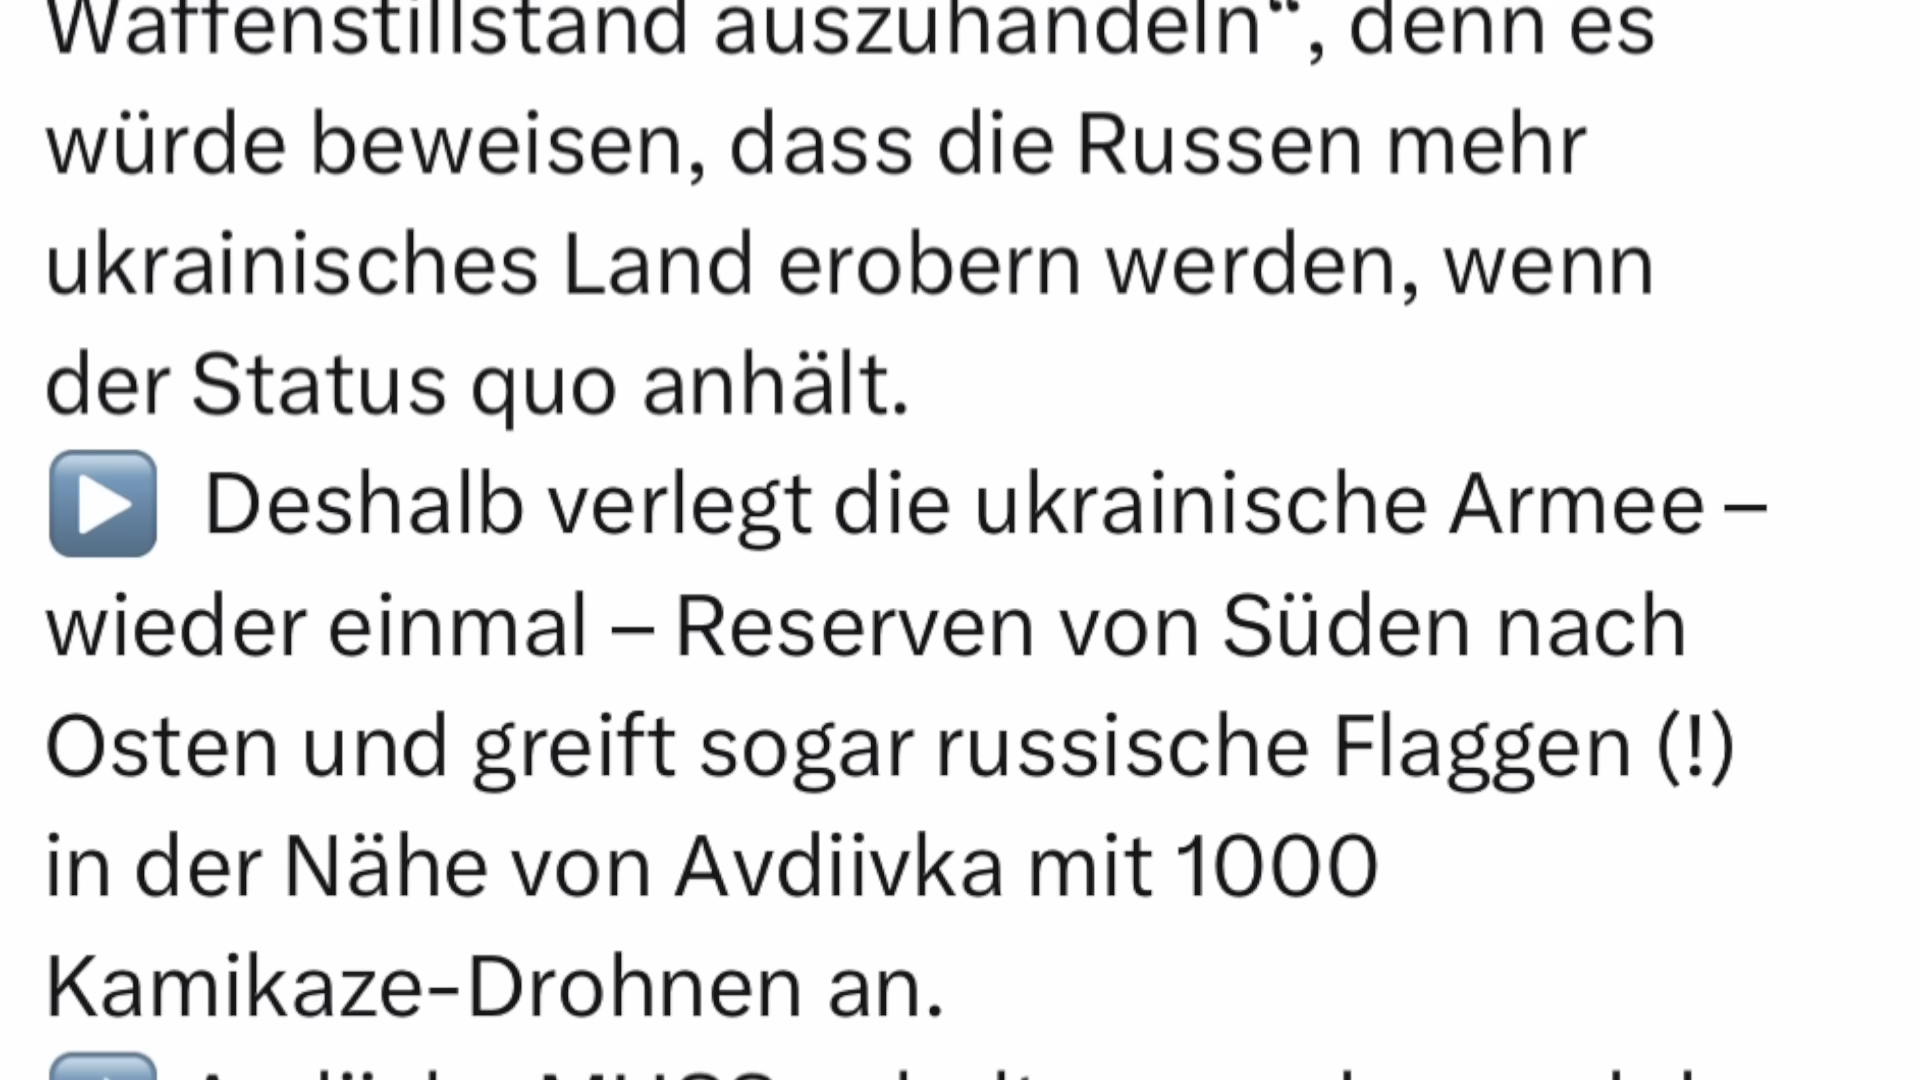 Waffenstillstand auszuhandeln“, denn es
würde beweisen, dass die Russen mehr
ukrainisches Land erobern werden, wenn
der Status quo anhält.
▶️ Deshalb verlegt die ukrainische Armee –
wieder einmal – Reserven von Süden nach
Osten und greift sogar russische Flaggen (!)
in der Nähe von Avdiivka mit 1000
Kamikaze-Drohnen an.